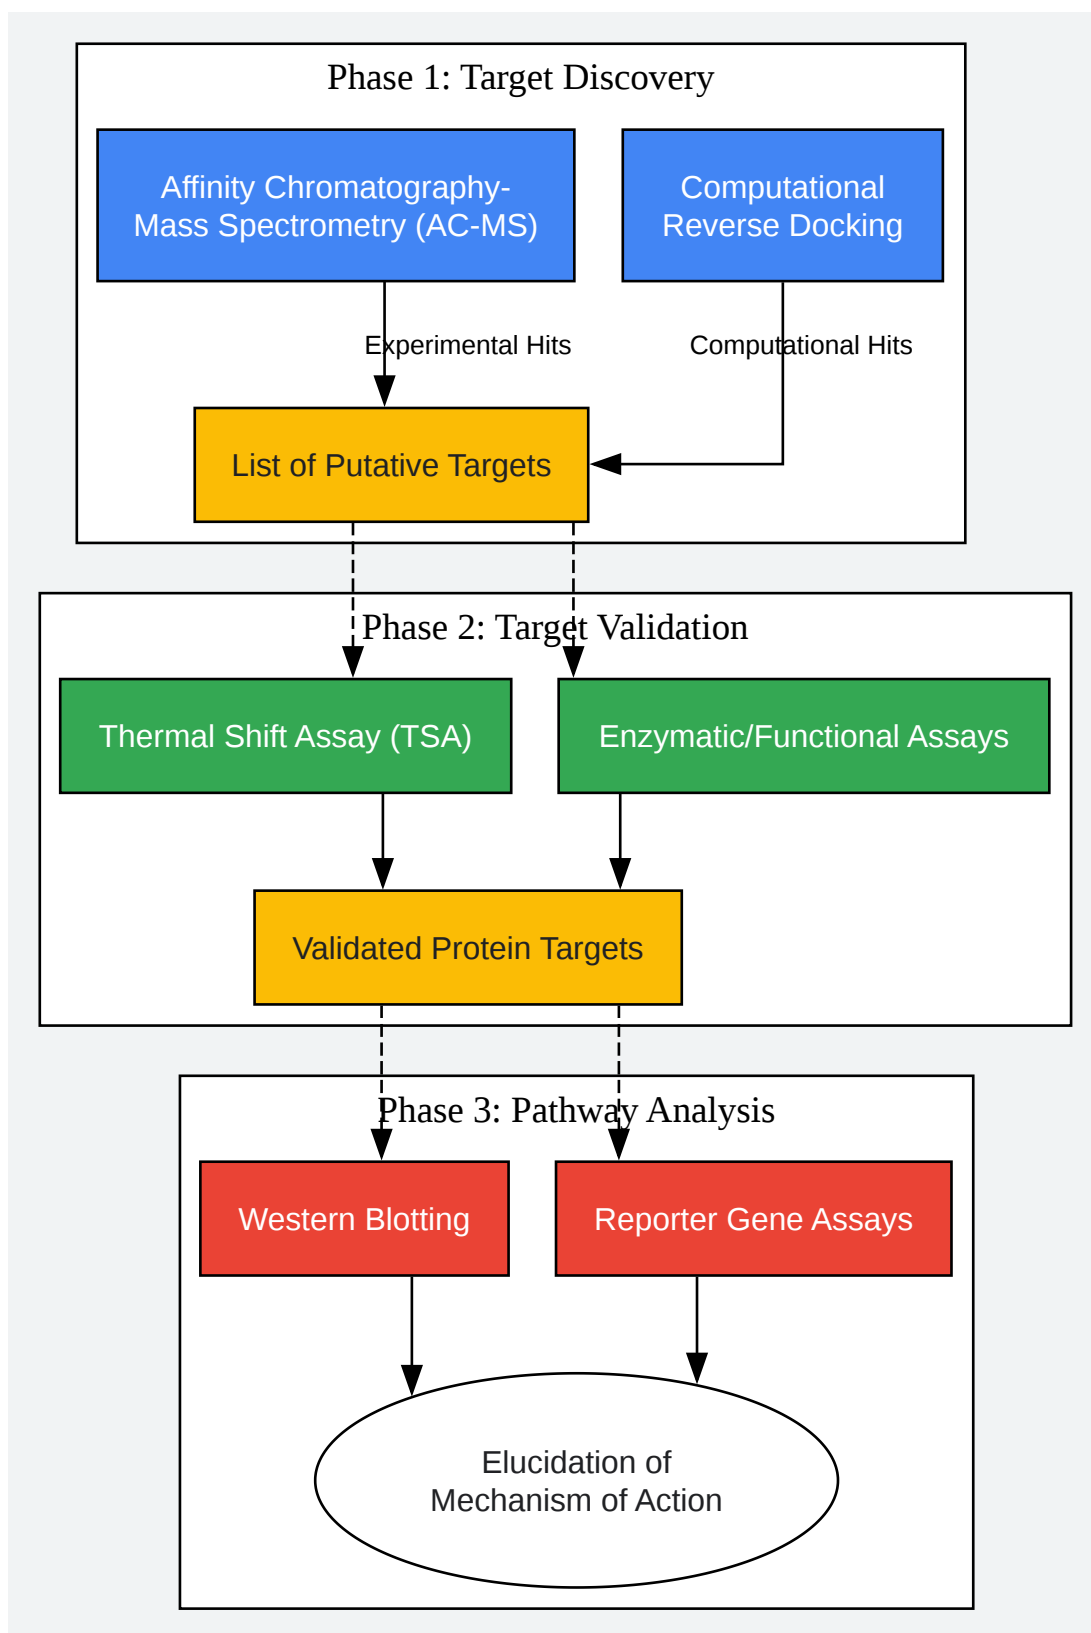 Phase 1: Target Discovery
Affinity Chromatography-
Mass Spectrometry (AC-MS)
Computational
Reverse Docking
Experimental Hits
Computational Hits
List of Putative Targets
Phase 2: Target Validation
Thermal Shift Assay (TSA)
Enzymatic/Functional Assays
Validated Protein Targets
Phase 3: Pathway Analysis
Western Blotting
Reporter Gene Assays
Elucidation of
Mechanism of Action